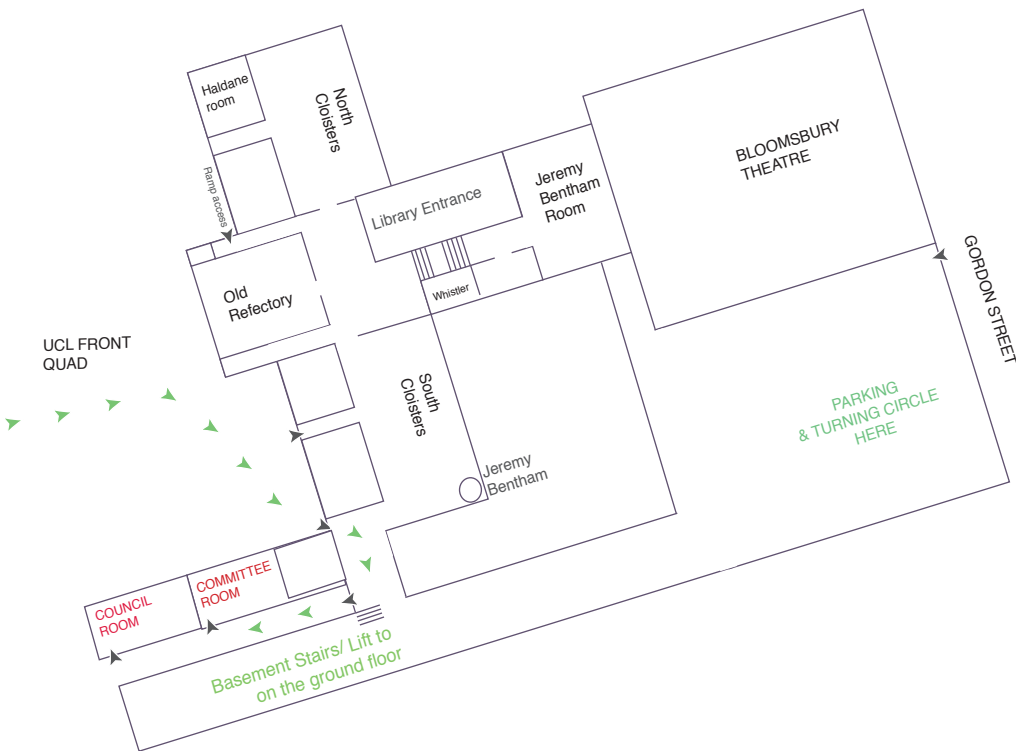 Haldane
room
North
Cloisters
BLOOMSBURY
THEATRE
Jeremy
Bentham
Room
Library Entrance
Ramp access
GORDON STREET
Whistler
Old
Refectory
UCL FRONT
QUAD
South
Cloisters
PARKING
& TURNING CIRCLE
HERE
Jeremy
Bentham
COMMITTEE
ROOM
COUNCIL
ROOM
Basement Stairs/ Lift to
on the ground floor